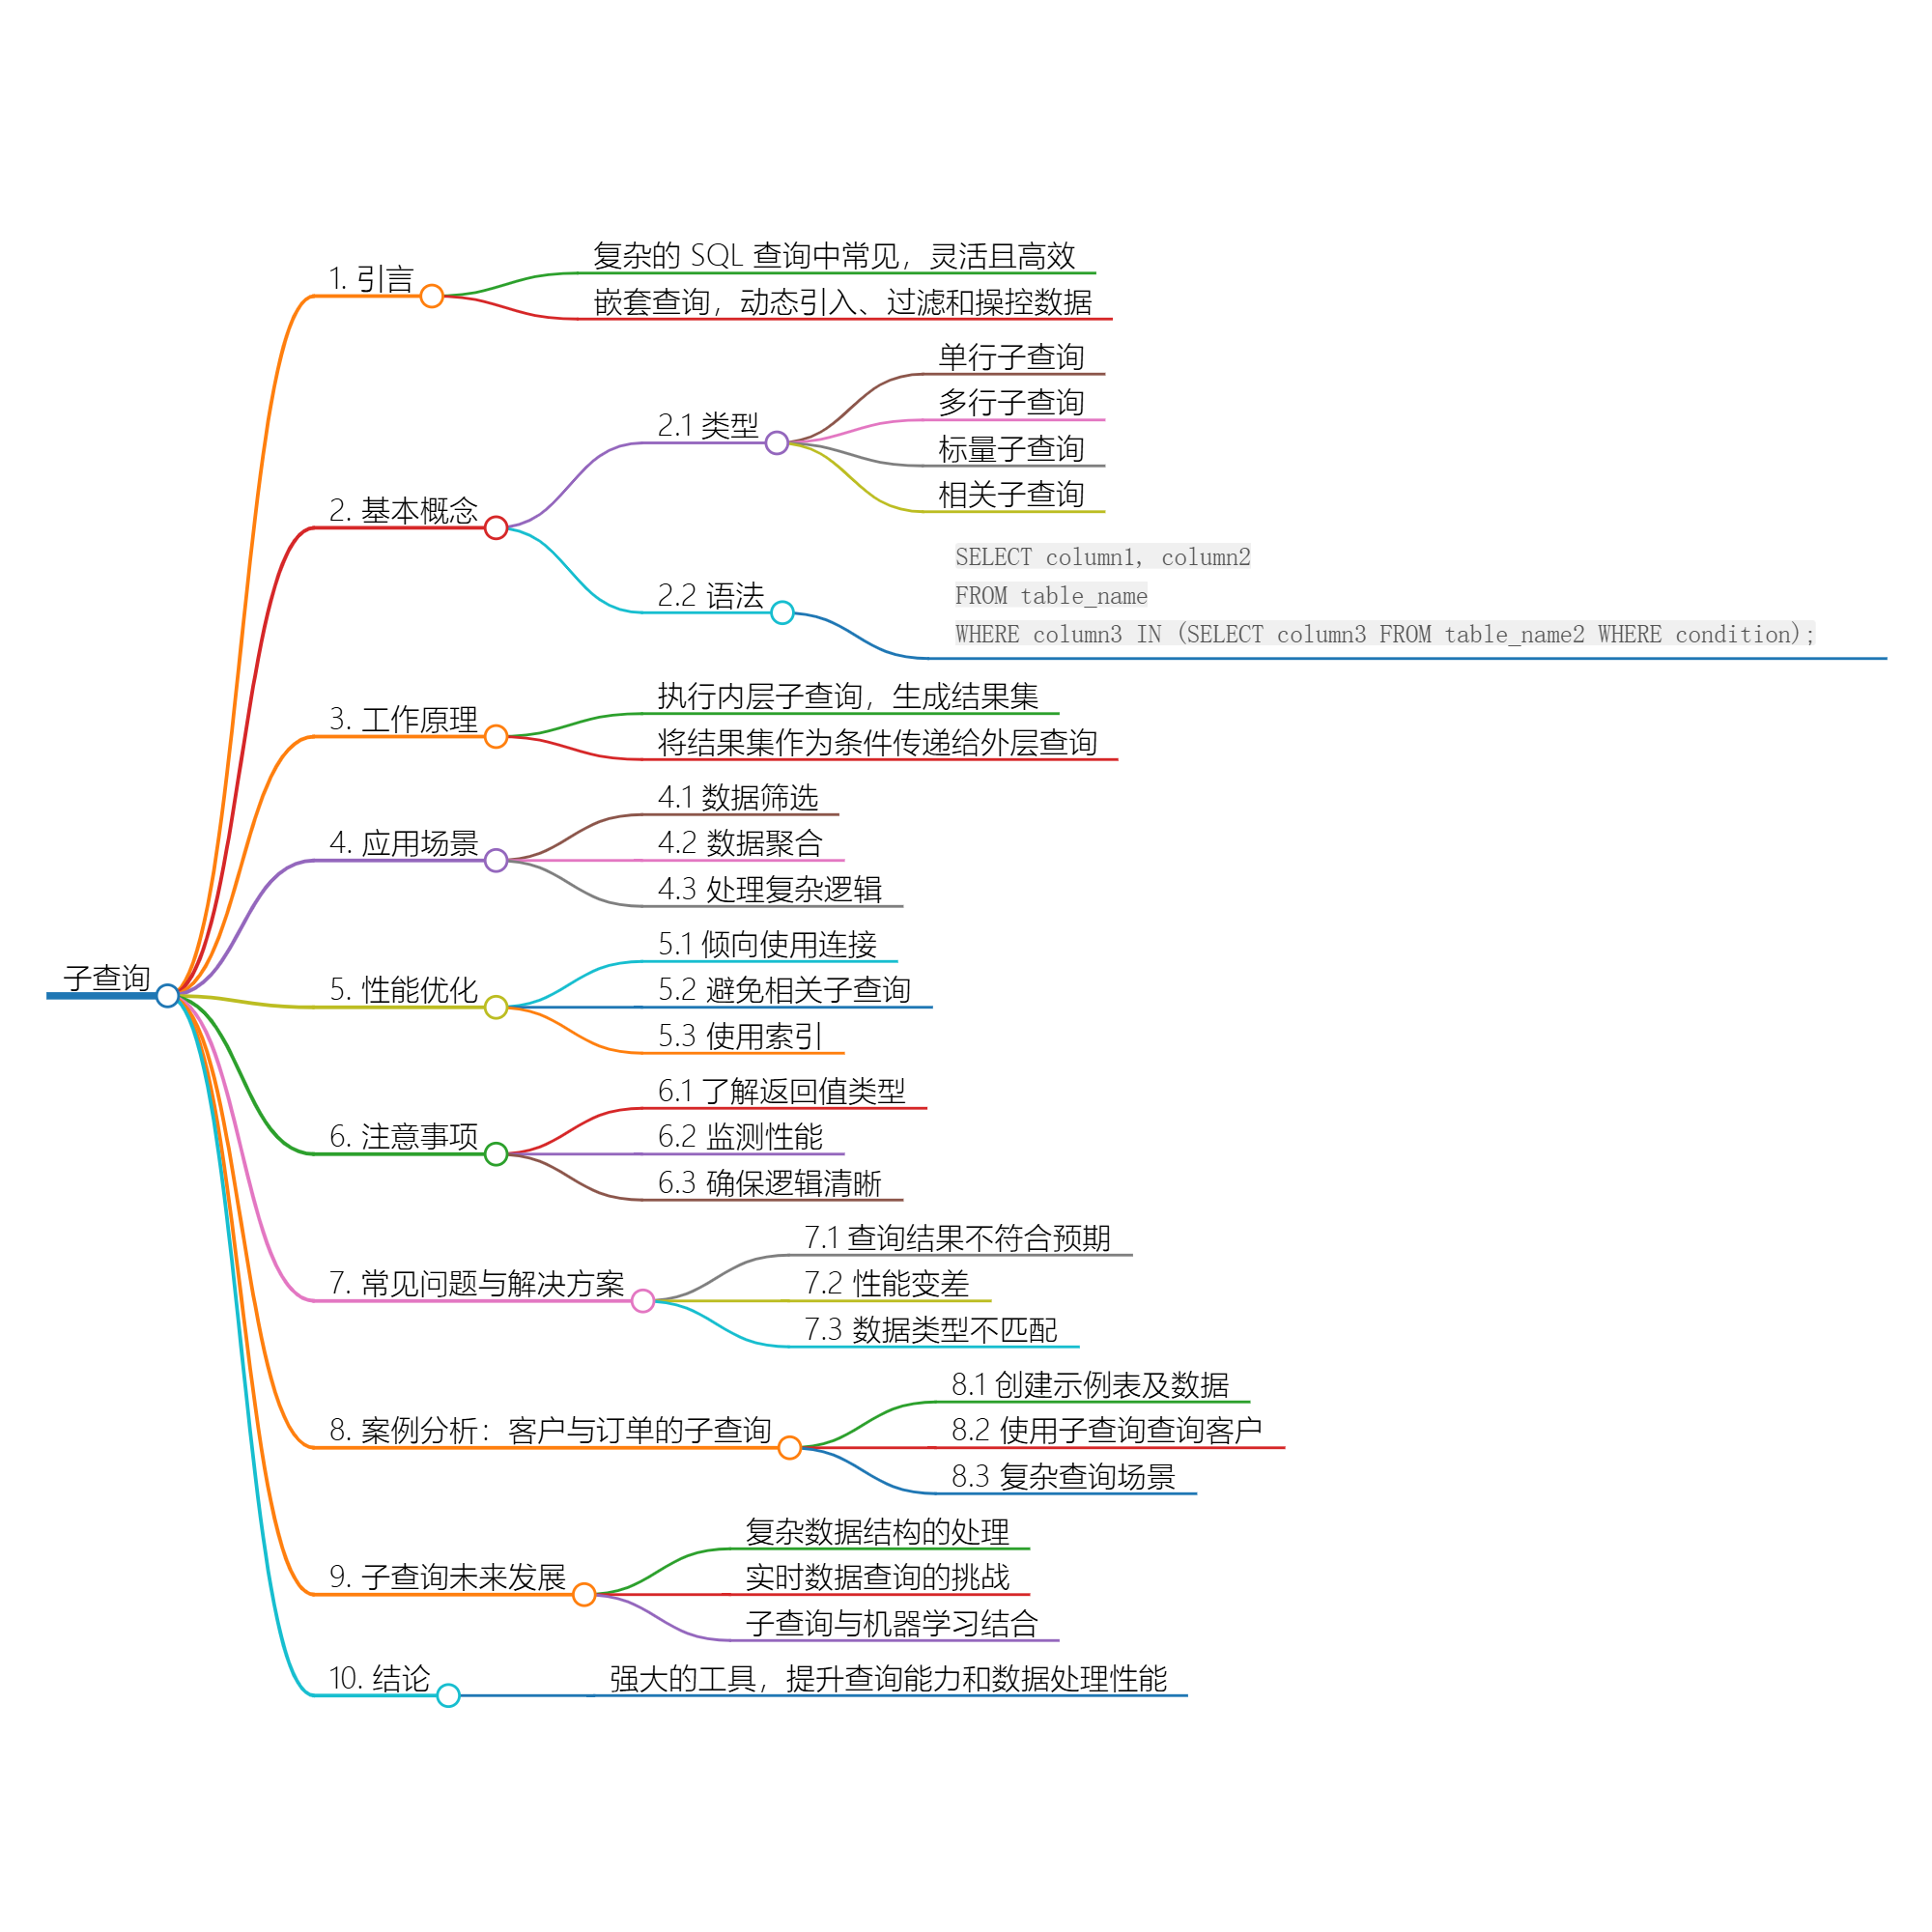 子查询
1. 引言
复杂的 SQL 查询中常见，灵活且高效
嵌套查询，动态引入、过滤和操控数据
2. 基本概念
2.1 类型
单行子查询
多行子查询
标量子查询
相关子查询
2.2 语法
SELECT column1, column2
FROM table_name
WHERE column3 IN (SELECT column3 FROM table_name2 WHERE condition);
3. 工作原理
执行内层子查询，生成结果集
将结果集作为条件传递给外层查询
4. 应用场景
4.1 数据筛选
4.2 数据聚合
4.3 处理复杂逻辑
5. 性能优化
5.1 倾向使用连接
5.2 避免相关子查询
5.3 使用索引
6. 注意事项
6.1 了解返回值类型
6.2 监测性能
6.3 确保逻辑清晰
7. 常见问题与解决方案
7.1 查询结果不符合预期
7.2 性能变差
7.3 数据类型不匹配
8. 案例分析：客户与订单的子查询
8.1 创建示例表及数据
8.2 使用子查询查询客户
8.3 复杂查询场景
9. 子查询未来发展
复杂数据结构的处理
实时数据查询的挑战
子查询与机器学习结合
10. 结论
强大的工具，提升查询能力和数据处理性能